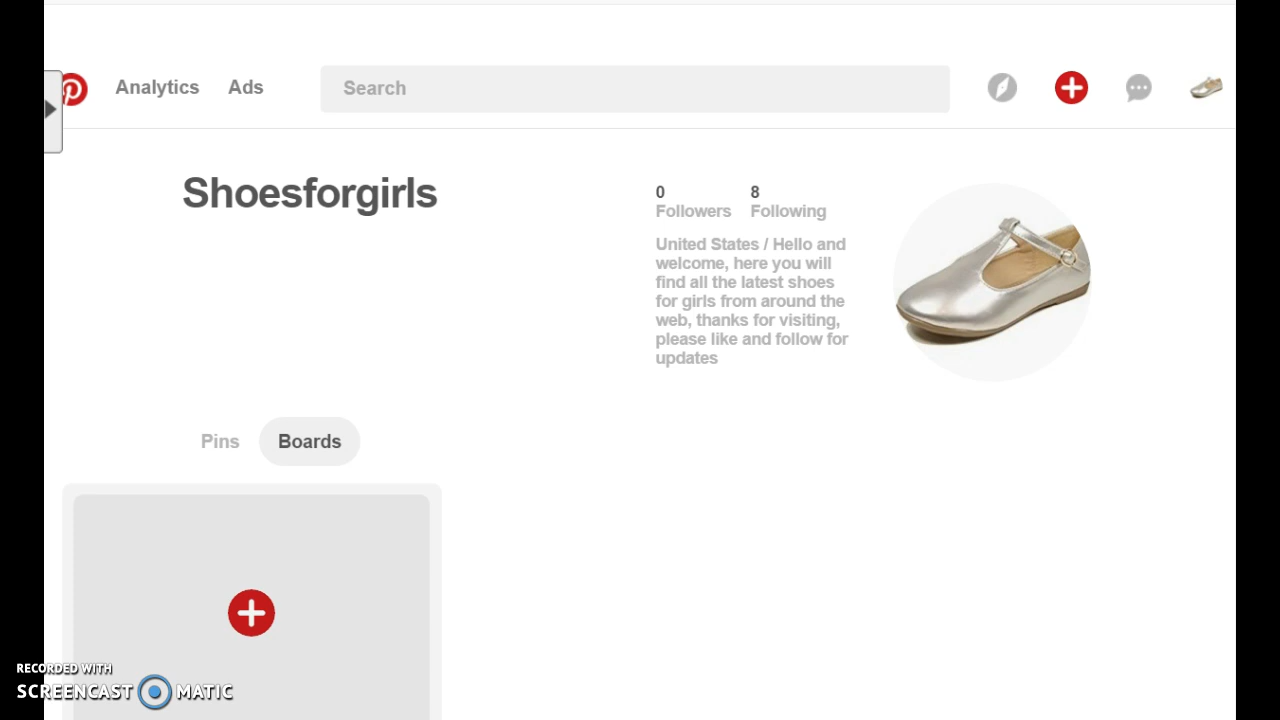 Analytics Ads Search
Shoesforgirls
0 8
Followers Following
United States / Hello and
welcome, here you will
find all the latest shoes
for girls from around the
web, thanks for visiting,
please like and follow for
updates
Pins Boards
RECORDED WITH
SCREENCAST MATIC